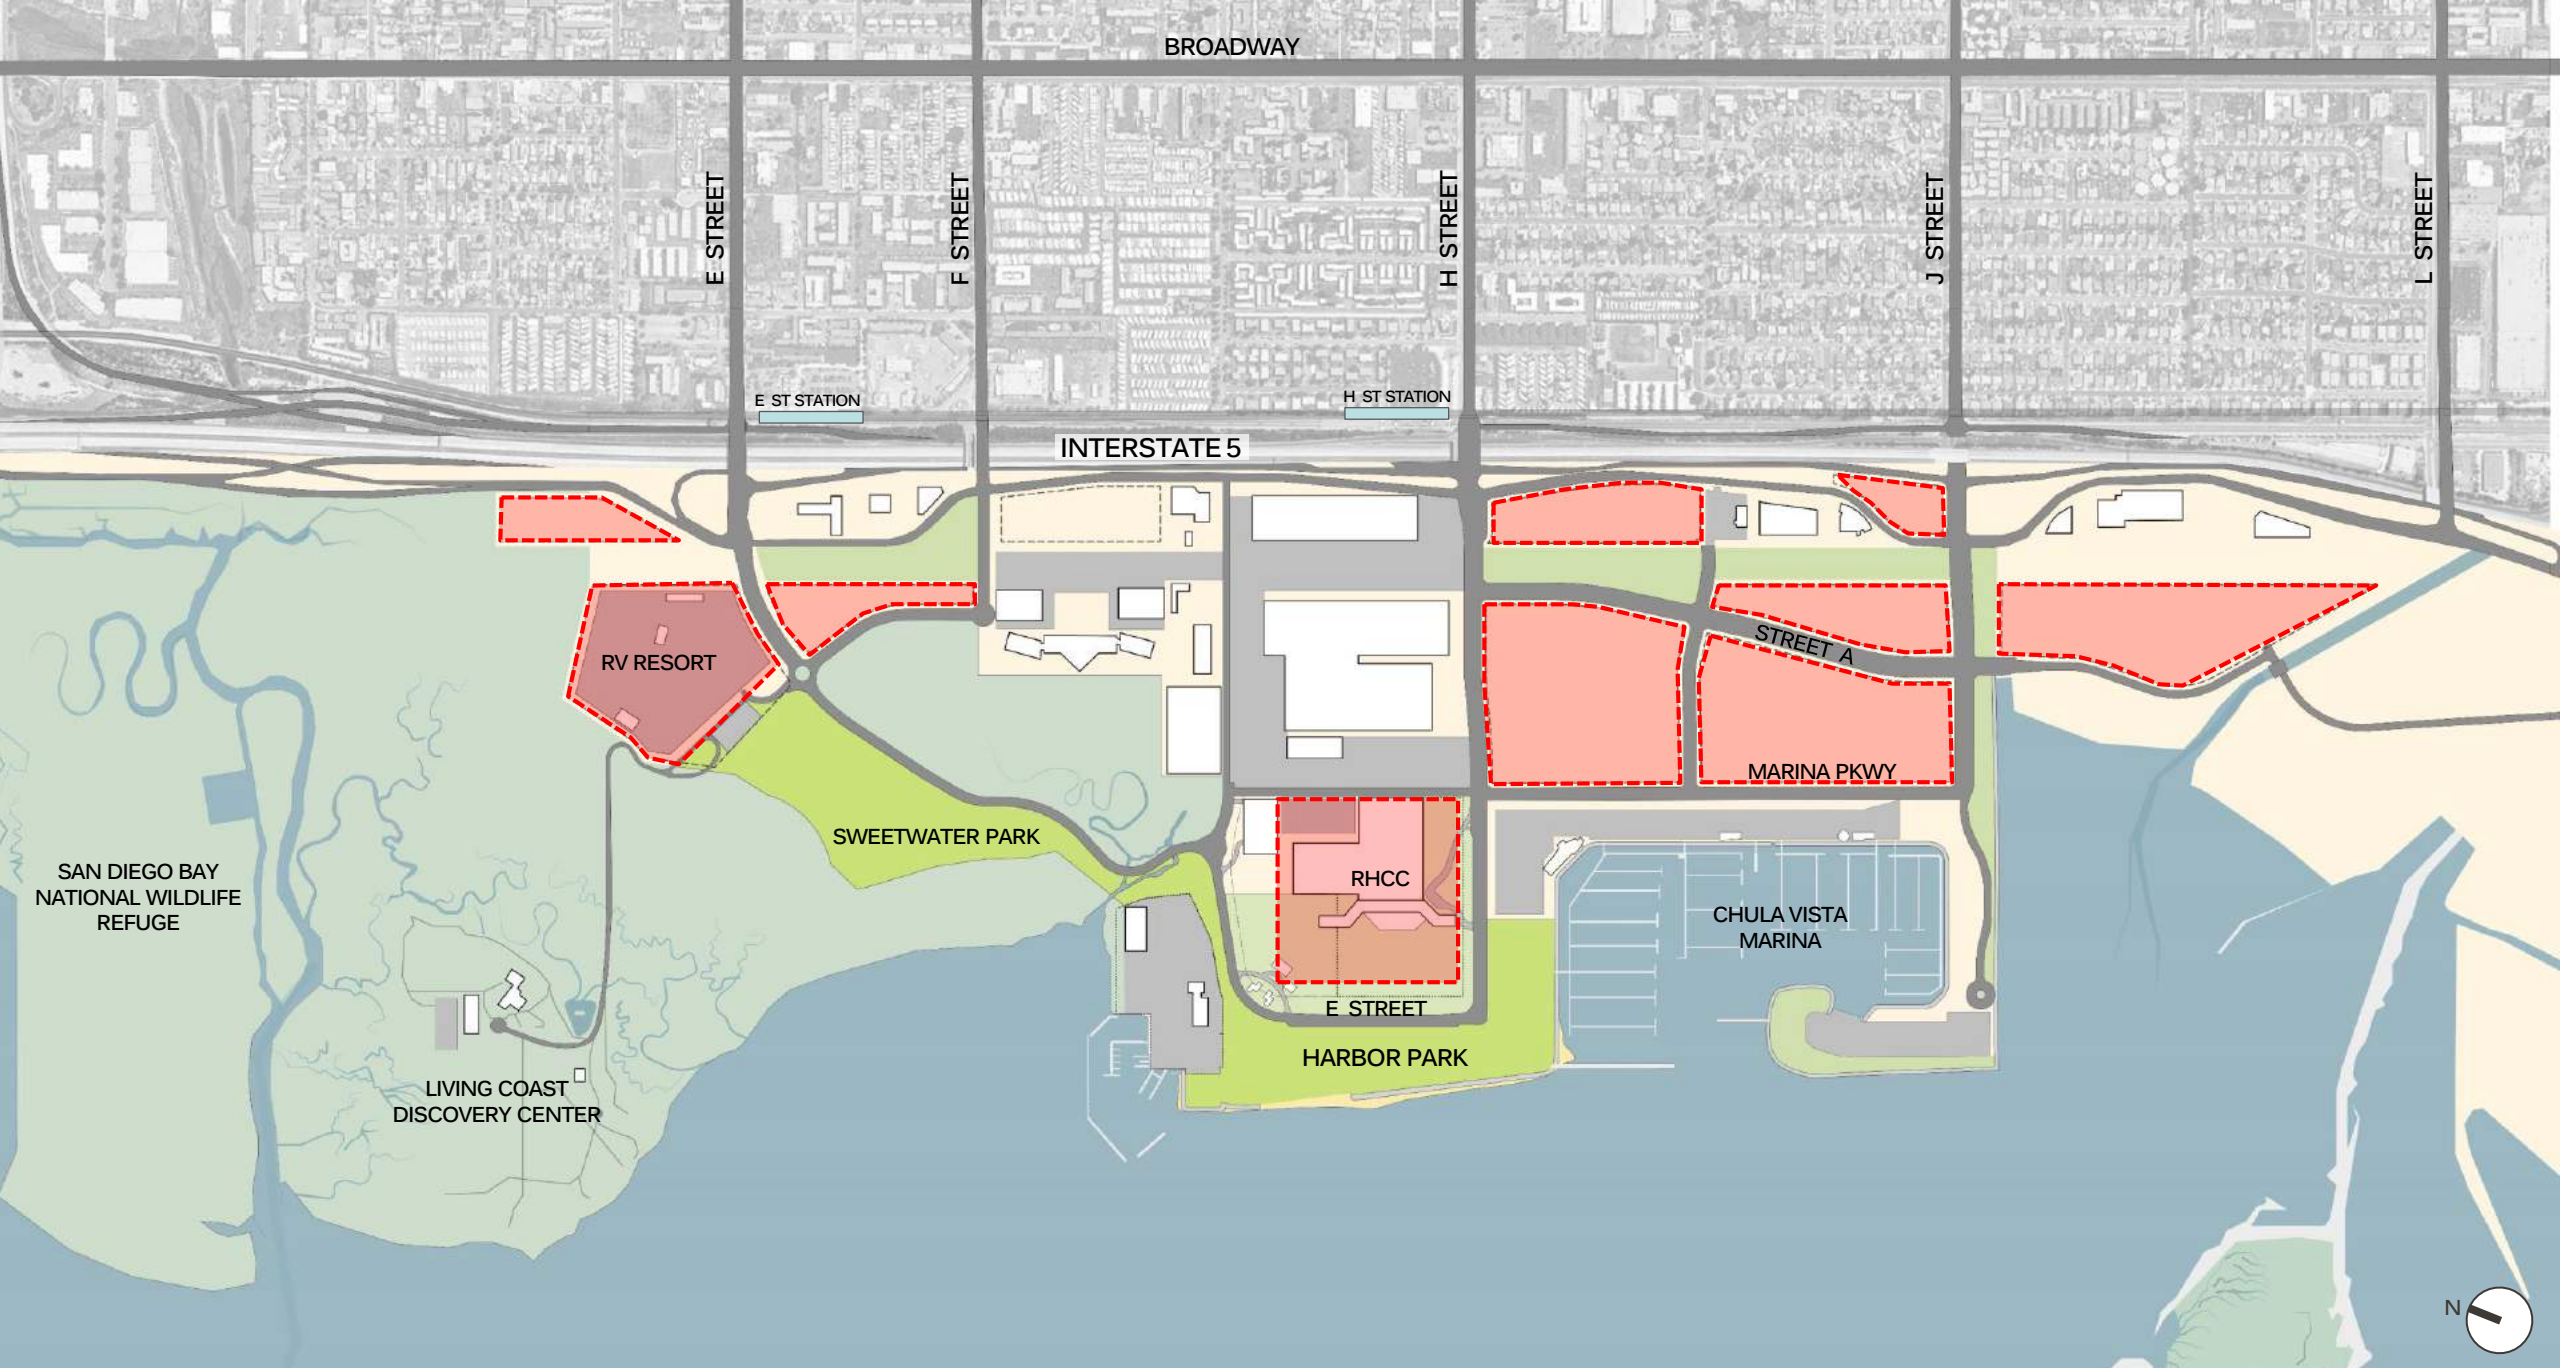 BROADWAY
E STREET
F STREET
H STREET
J STREET
L STREET
E ST STATION
H ST STATION
INTERSTATE 5
RV RESORT
STREET A
MARINA PKWY
SWEETWATER PARK
SAN DIEGO BAY
NATIONAL WILDLIFE
REFUGE
RHCC
CHULA VISTA
MARINA
E STREET
HARBOR PARK
LIVING COAST
DISCOVERY CENTER
N